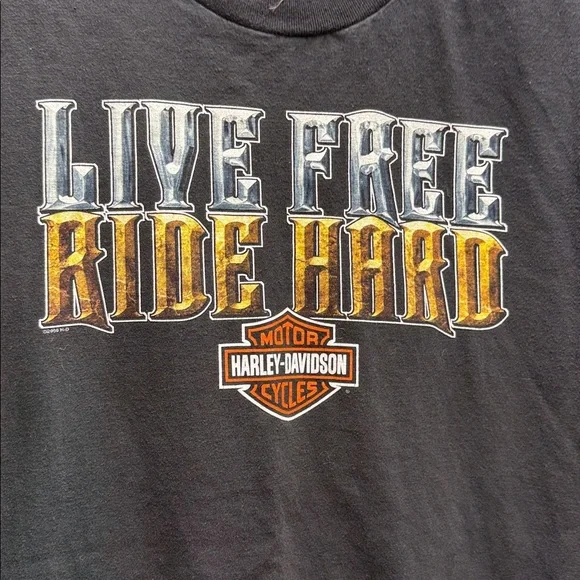 LIVE FREE
RIDE HARD
MOTOR
HARLEY-DAVIDSON
CYCLES